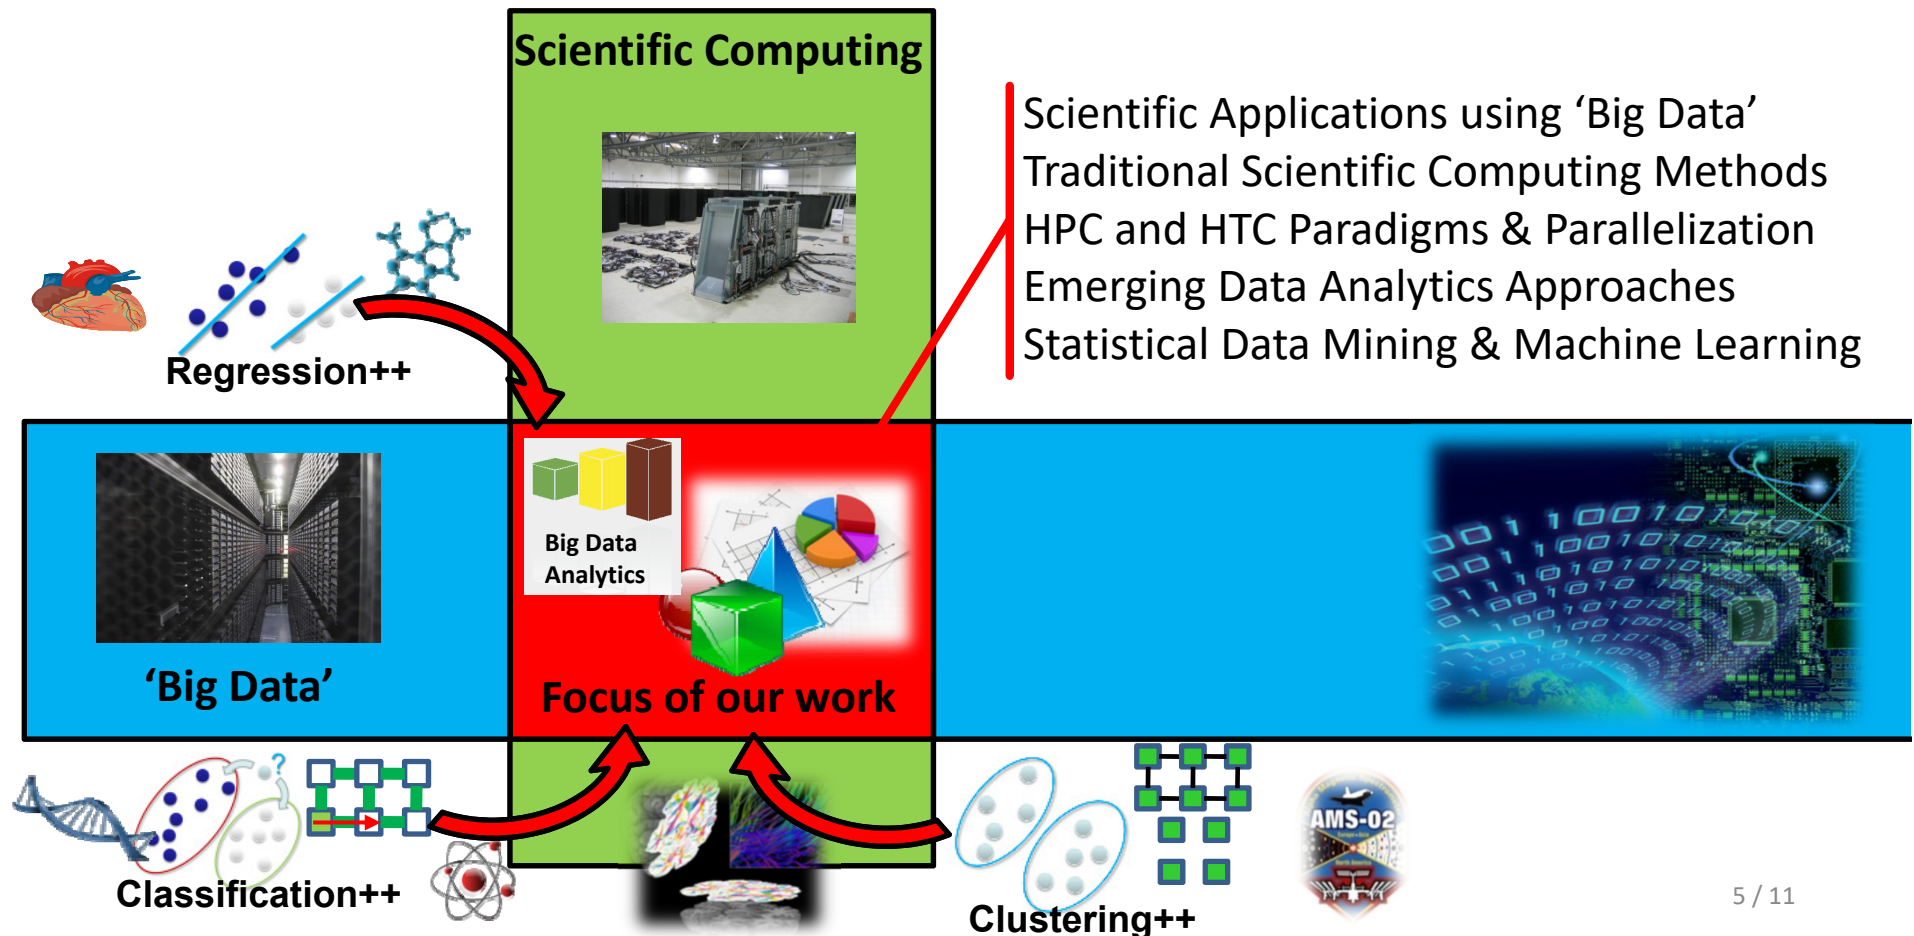 Scientific Computing
Scientific Applications using ‘Big Data’
Traditional Scientific Computing Methods
HPC and HTC Paradigms & Parallelization
Emerging Data Analytics Approaches
Statistical Data Mining & Machine Learning
Regression++
Big Data
Analytics
‘Big Data’
Focus of our work
?
Classification++
Clustering++
AMS-02
5 / 11